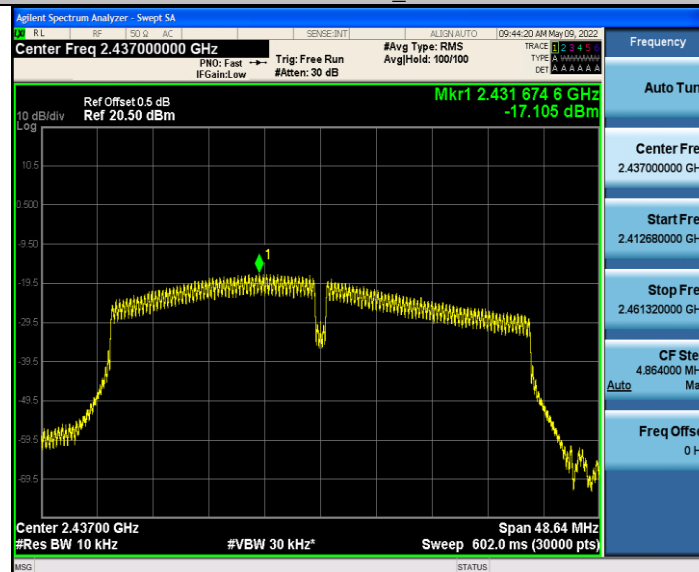 Agilent Spectrum Analyzer - Swept SA
RL RF 50 Ω AC SENSE:INT ALIGN AUTO 09:44:20 AM May 09, 2022
Center Freq 2.437000000 GHz
PNO: Fast
IFGain:Low
Trig: Free Run
#Atten: 30 dB
#Avg Type: RMS
Avg|Hold: 100/100
TRACE 1 2 3 4 5 6
TYPE A WWWWW
DET A A A A A A
Mkr1 2.431 674 6 GHz
-17.105 dBm
Ref Offset 0.5 dB
10 dB/div Ref 20.50 dBm
Log
10.5
0.500
-9.50
-19.5
-29.5
-39.5
-49.5
-59.5
-69.5
1
Center 2.43700 GHz Span 48.64 MHz
#Res BW 10 kHz #VBW 30 kHz* Sweep 602.0 ms (30000 pts)
MSG STATUS
Frequency
Auto Tun
Center Fre
2.437000000 GH
Start Fre
2.412680000 GH
Stop Fre
2.461320000 GH
CF Ste
4.864000 MH
Auto Ma
Freq Offs
0 H